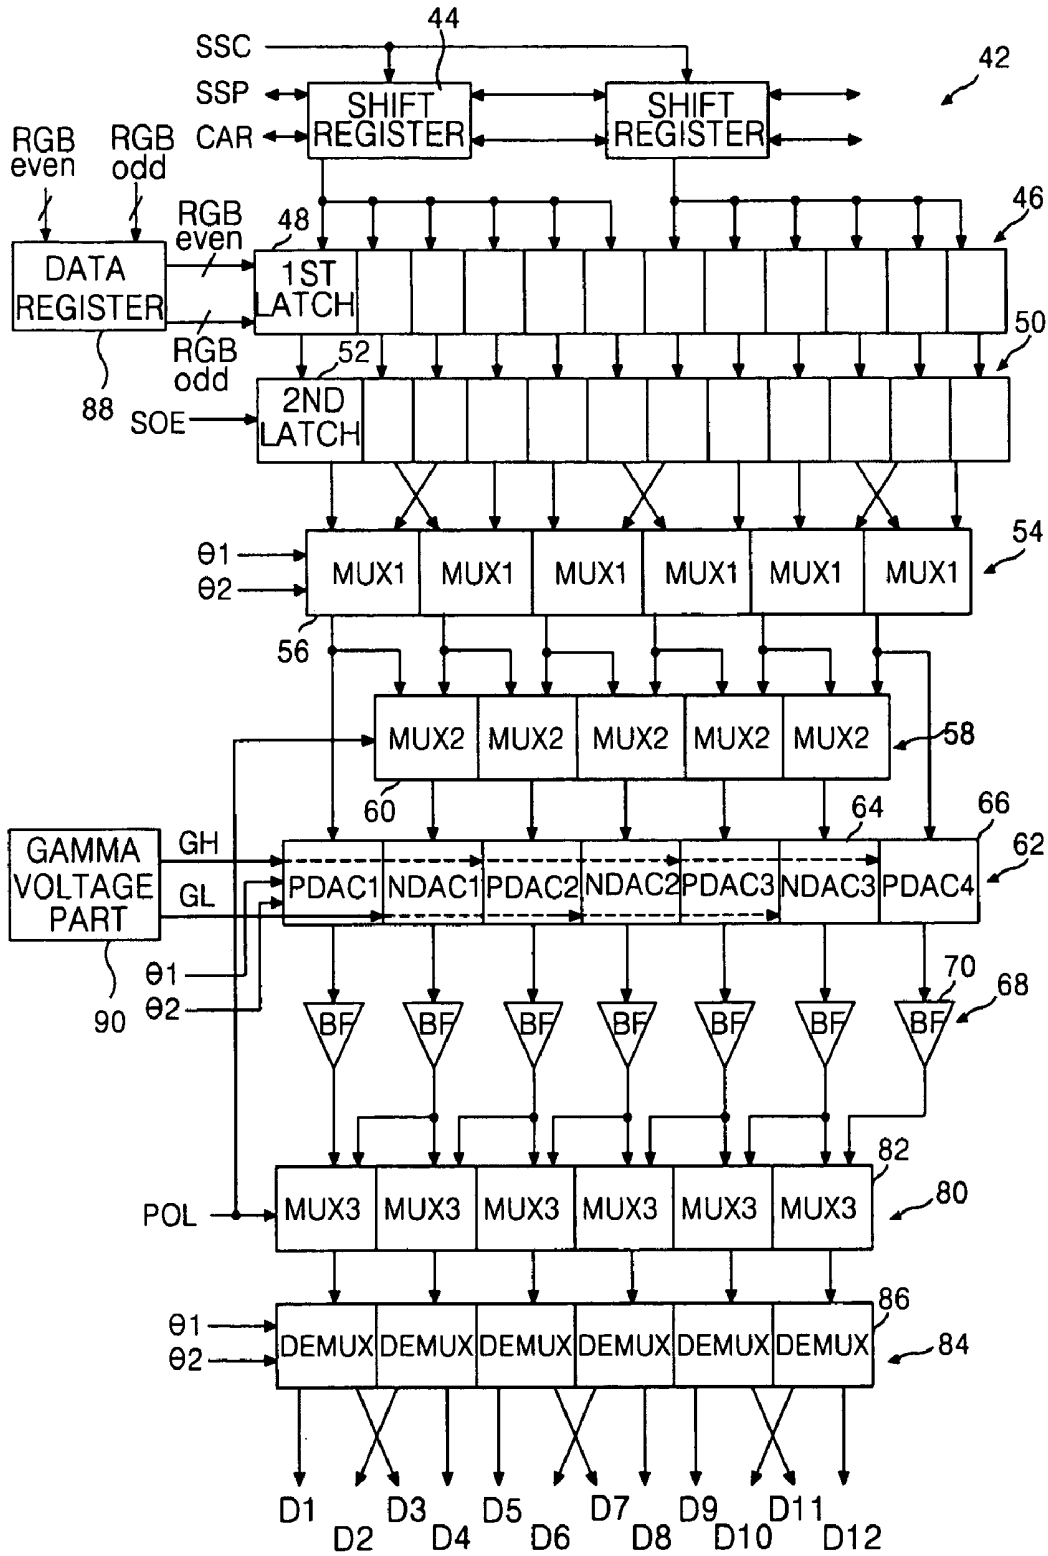 44
SSC
42
SSP
SHIFT
REGISTER
SHIFT
REGISTER
CAR
RGB
even
RGB
odd
RGB
even
48
46
DATA
REGISTER
1ST
LATCH
RGB
odd
88
52
50
SOE
2ND
LATCH
θ1
θ2
MUX1
MUX1
MUX1
MUX1
MUX1
MUX1
54
56
MUX2
MUX2
MUX2
MUX2
MUX2
58
60
64
66
GAMMA
VOLTAGE
PART
GH
GL
PDAC1
NDAC1
PDAC2
NDAC2
PDAC3
NDAC3
PDAC4
62
θ1
θ2
90
70
68
BF
BF
BF
BF
BF
BF
BF
82
POL
MUX3
MUX3
MUX3
MUX3
MUX3
MUX3
80
86
θ1
θ2
DEMUX
DEMUX
DEMUX
DEMUX
DEMUX
DEMUX
84
D1
D2
D3
D4
D5
D6
D7
D8
D9
D10
D11
D12